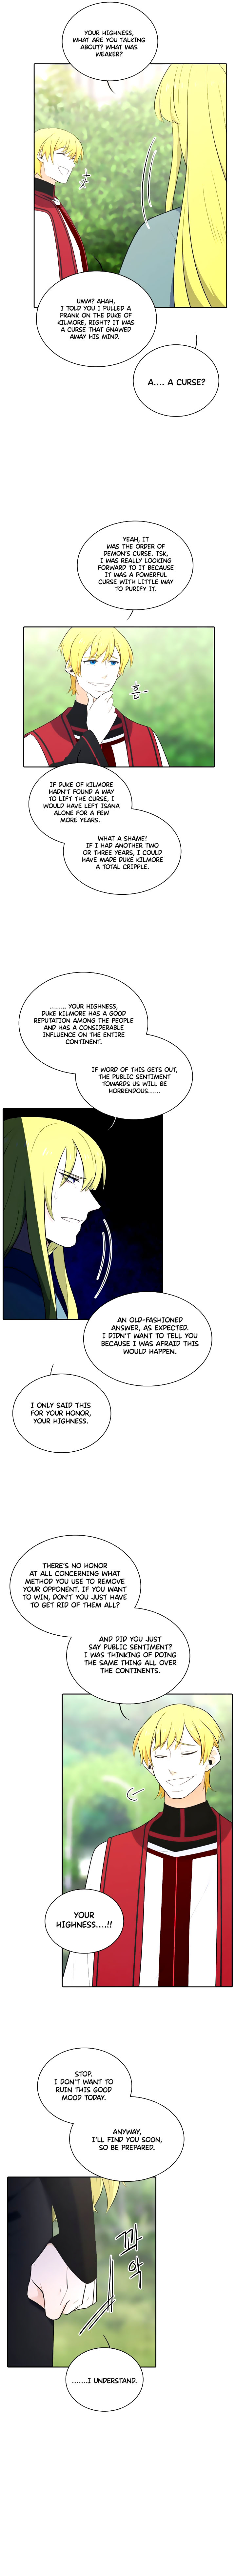 YOUR HIGHNESS,
WHAT ARE YOU TALKING
ABOUT? WHAT WAS
WEAKER?
UMM? AHAH,
I TOLD YOU I PULLED A
PRANK ON THE DUKE OF
KILMORE, RIGHT? IT WAS
A CURSE THAT GNAWED
AWAY HIS MIND.
A.... A CURSE?
YEAH, IT
WAS THE ORDER OF
DEMON'S CURSE. TSK,
I WAS REALLY LOOKING
FORWARD TO IT BECAUSE
IT WAS A POWERFUL
CURSE WITH LITTLE WAY
TO PURIFY IT.
흠-
IF DUKE OF KILMORE
HADN'T FOUND A WAY
TO LIFT THE CURSE, I
WOULD HAVE LEFT ISANA
ALONE FOR A FEW
MORE YEARS.
WHAT A SHAME!
IF I HAD ANOTHER TWO
OR THREE YEARS, I COULD
HAVE MADE DUKE KILMORE
A TOTAL CRIPPLE.
........ YOUR HIGHNESS,
DUKE KILMORE HAS A GOOD
REPUTATION AMONG THE PEOPLE
AND HAS A CONSIDERABLE
INFLUENCE ON THE ENTIRE
CONTINENT.
IF WORD OF THIS GETS OUT,
THE PUBLIC SENTIMENT
TOWARDS US WILL BE
HORRENDOUS......
AN OLD-FASHIONED
ANSWER, AS EXPECTED.
I DIDN'T WANT TO TELL YOU
BECAUSE I WAS AFRAID THIS
WOULD HAPPEN.
I ONLY SAID THIS
FOR YOUR HONOR,
YOUR HIGHNESS.
THERE'S NO HONOR
AT ALL CONCERNING WHAT
METHOD YOU USE TO REMOVE
YOUR OPPONENT. IF YOU WANT
TO WIN, DON'T YOU JUST HAVE
TO GET RID OF THEM ALL?
AND DID YOU JUST
SAY PUBLIC SENTIMENT?
I WAS THINKING OF DOING
THE SAME THING ALL OVER
THE CONTINENTS.
YOUR
HIGHNESS....!!
STOP.
I DON'T WANT TO
RUIN THIS GOOD
MOOD TODAY.
ANYWAY,
I'LL FIND YOU SOON,
SO BE PREPARED.
꽈악
.......I UNDERSTAND.